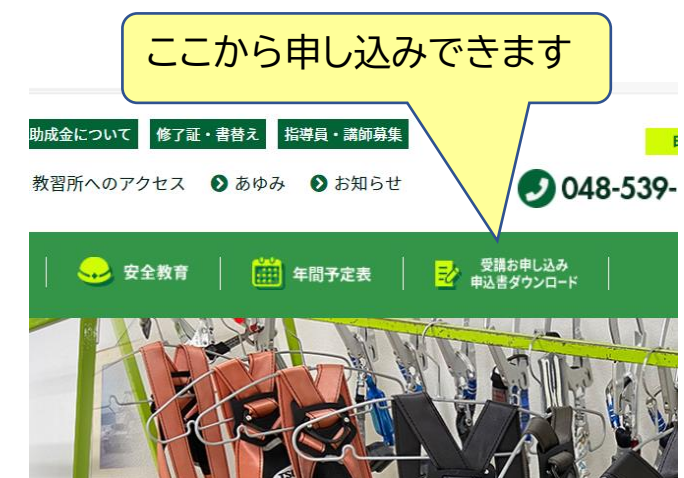 ここから申し込みできます
助成金について 修了証・書替え 指導員・講師募集
教習所へのアクセス あゆみ お知らせ
048-539-
安全教育 年間予定表 受講お申し込み
申込書ダウンロード